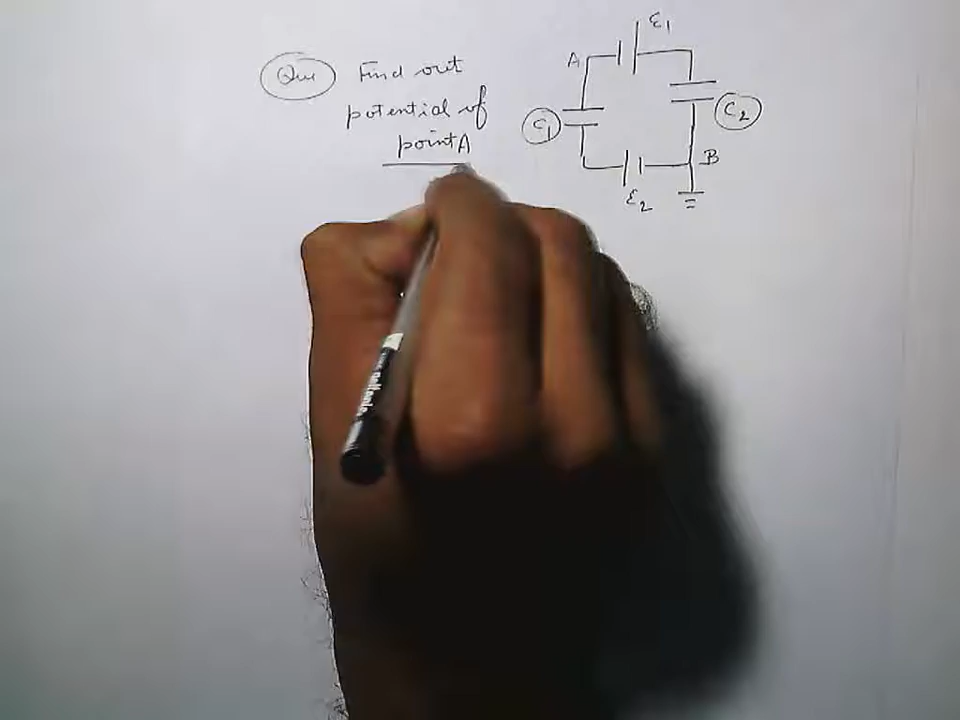 Que Find out
potential of
point A
ε1
A
C1
C2
B
ε2